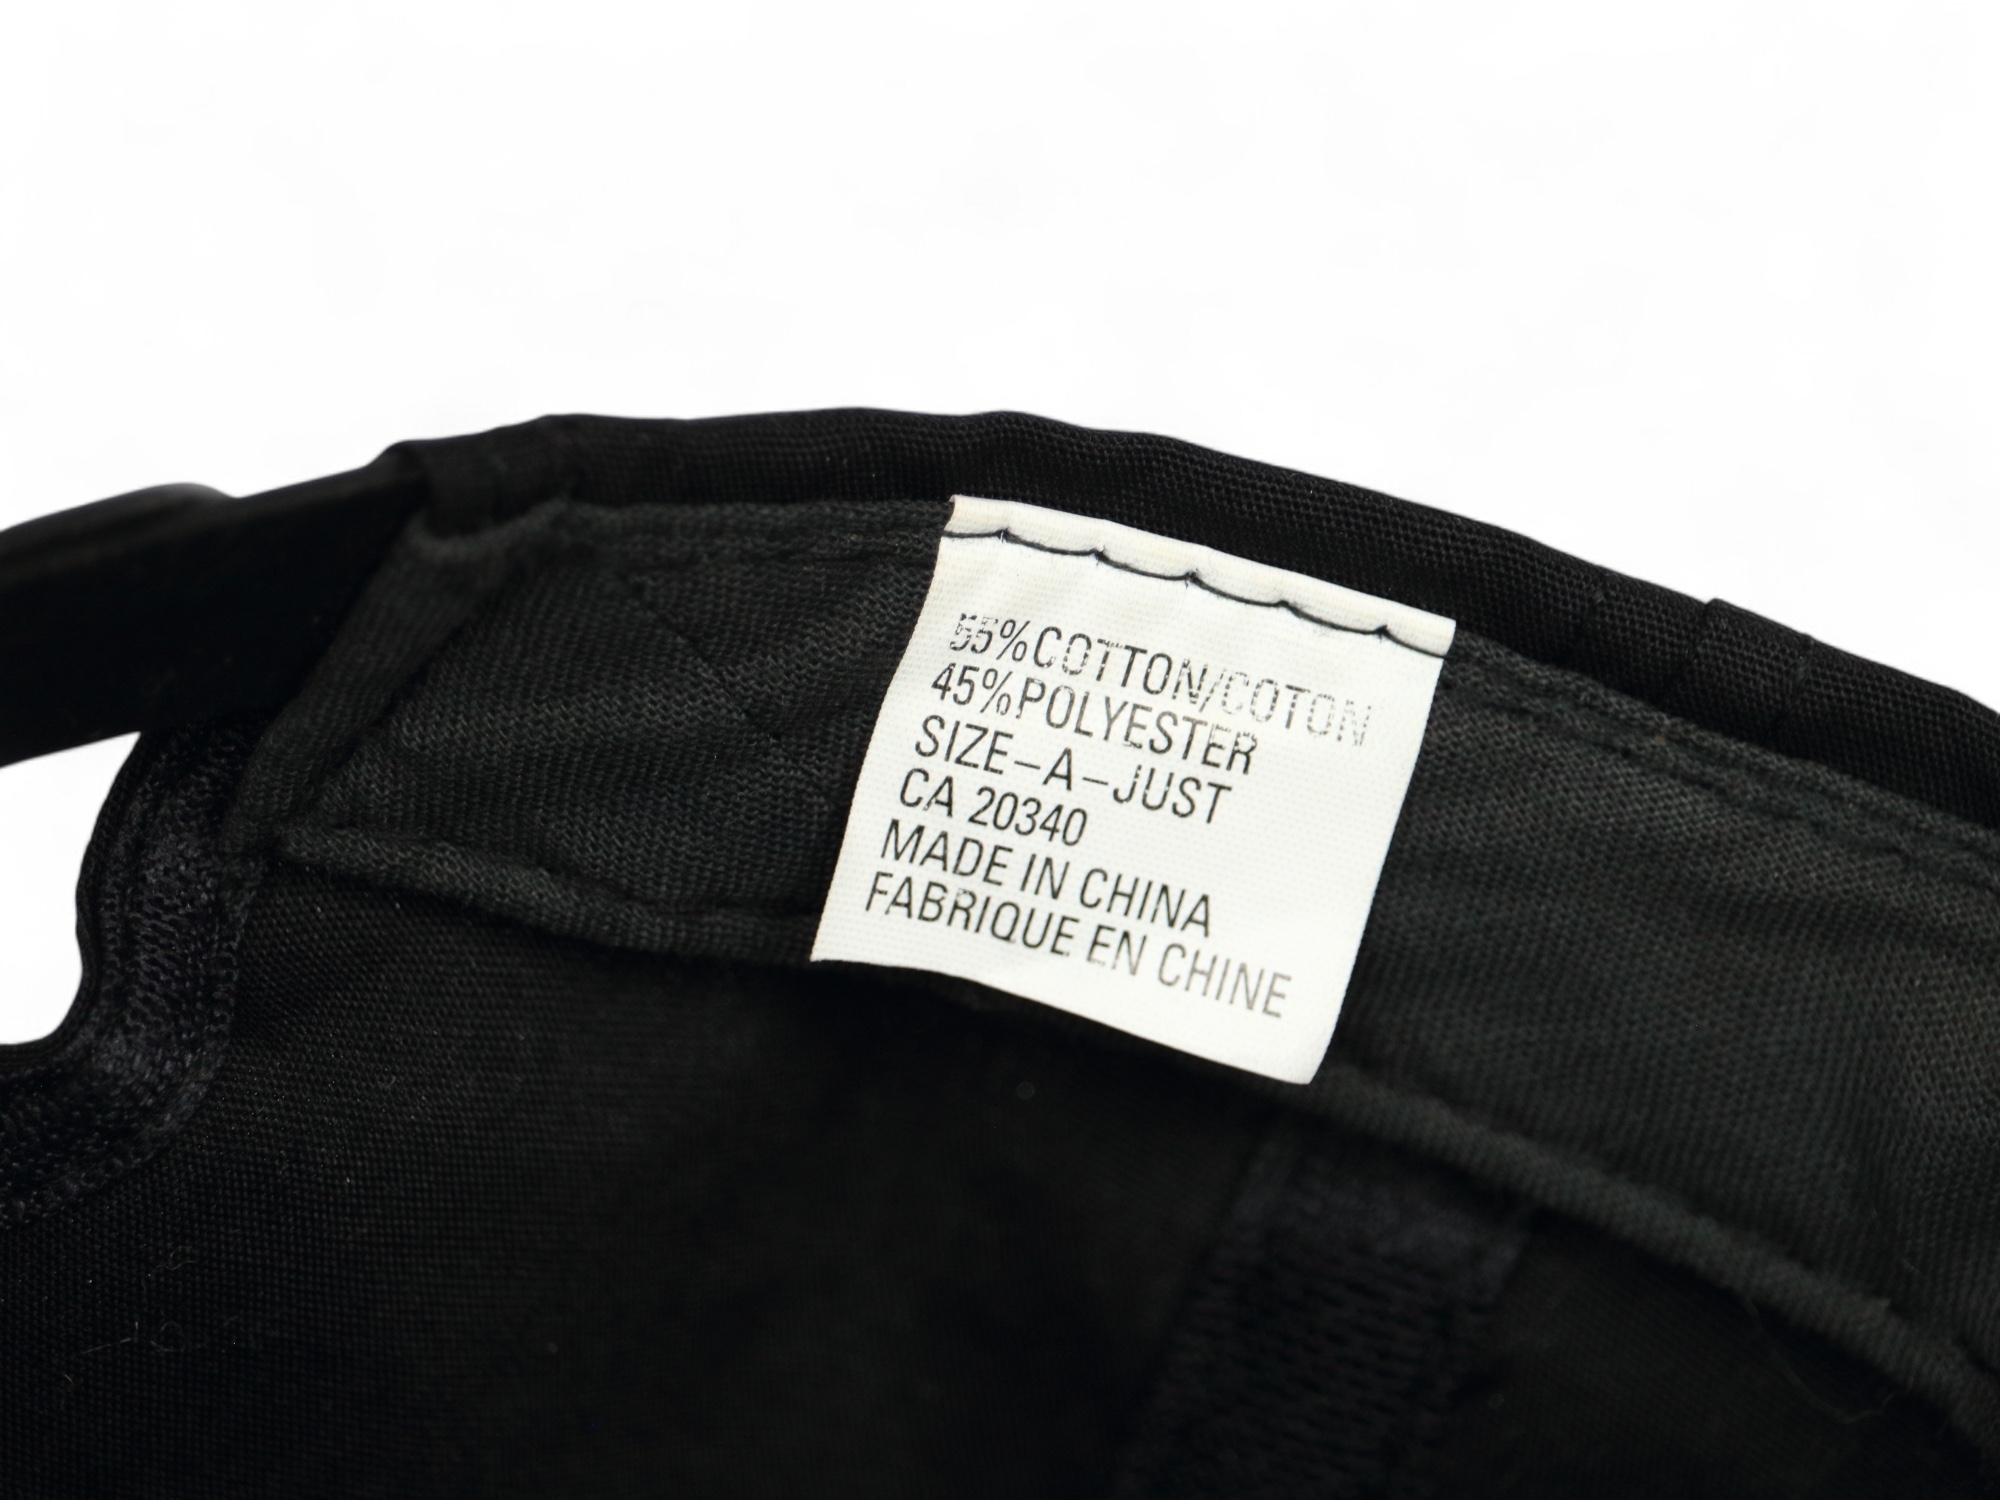 55%COTTON/COTON
45%POLYESTER
SIZE-A-JUST
CA 20340
MADE IN CHINA
FABRIQUE EN CHINE